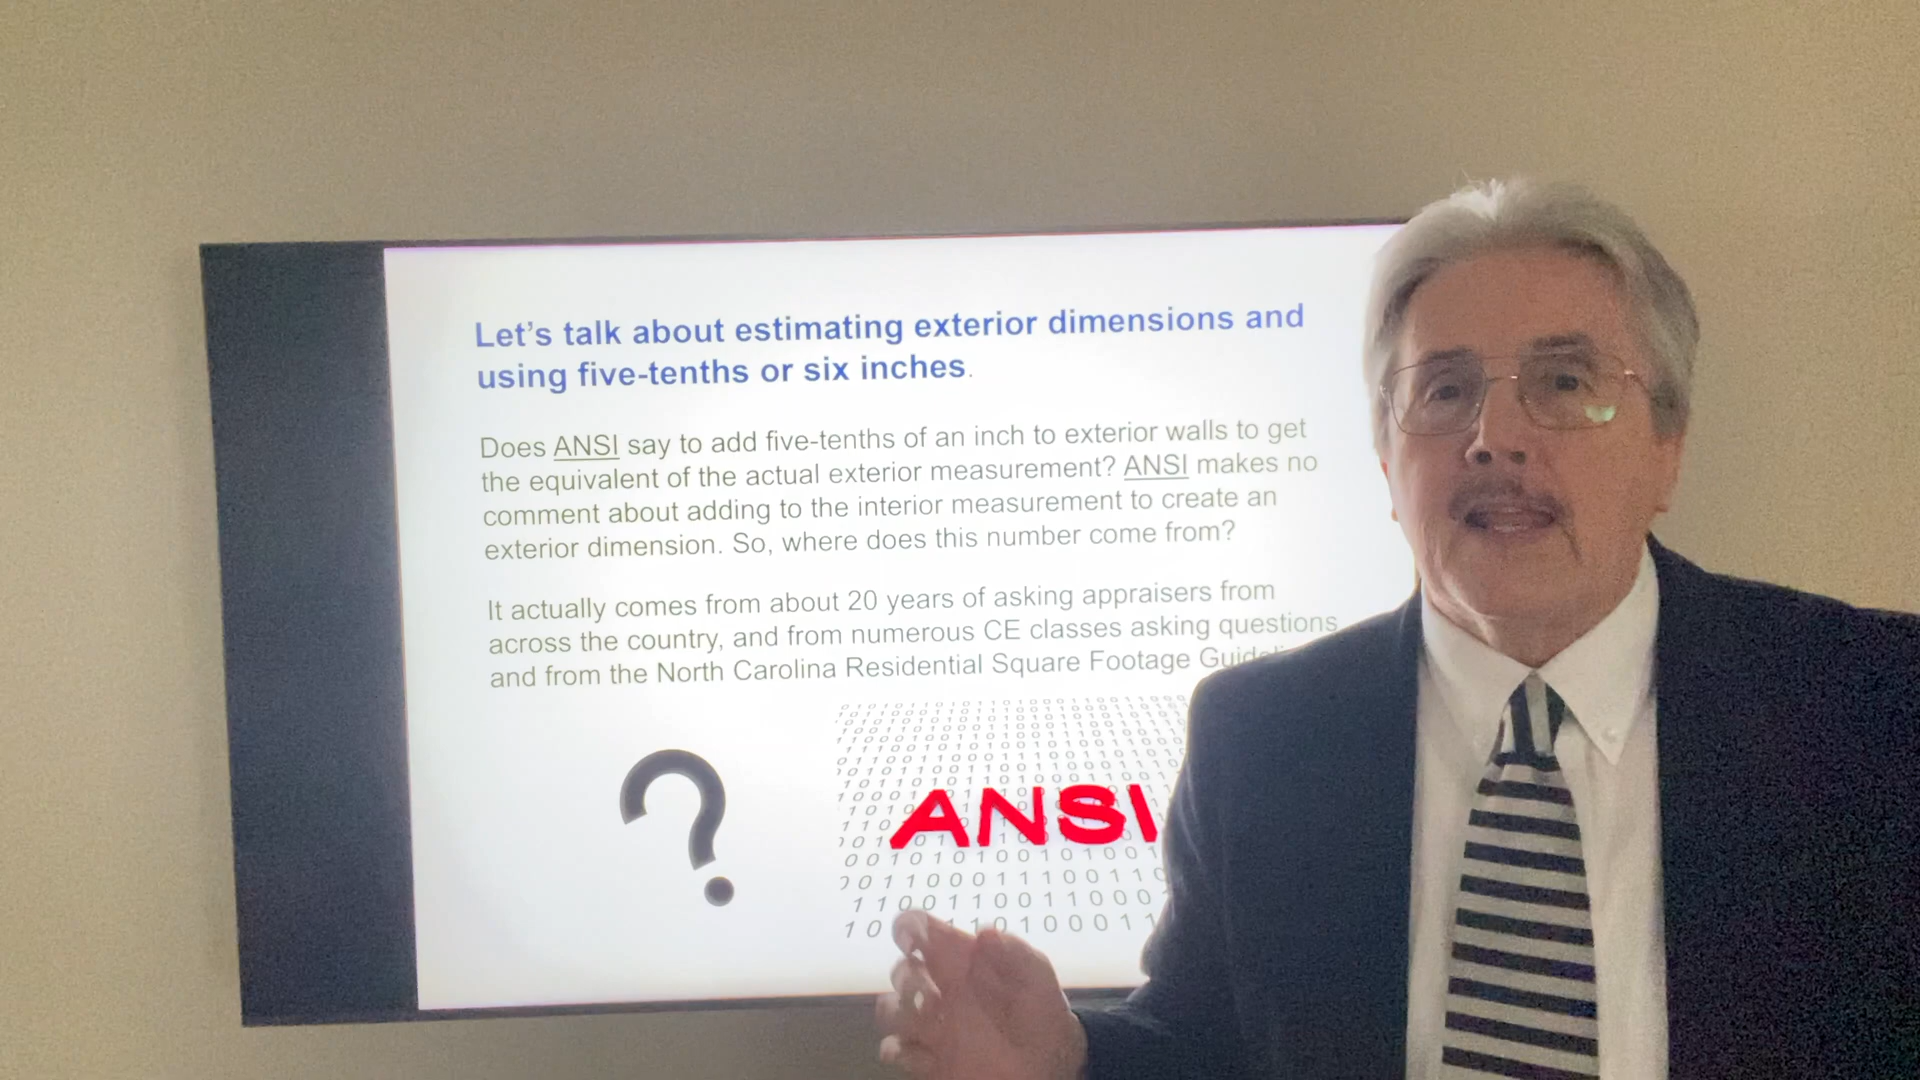 Let's talk about estimating exterior dimensions and
using five-tenths or six inches.
Does ANSI say to add five-tenths of an inch to exterior walls to get
the equivalent of the actual exterior measurement? ANSI makes no
comment about adding to the interior measurement to create an
exterior dimension. So, where does this number come from?
It actually comes from about 20 years of asking appraisers from
across the country, and from numerous CE classes asking questions
and from the North Carolina Residential Square Footage
?
ANSI